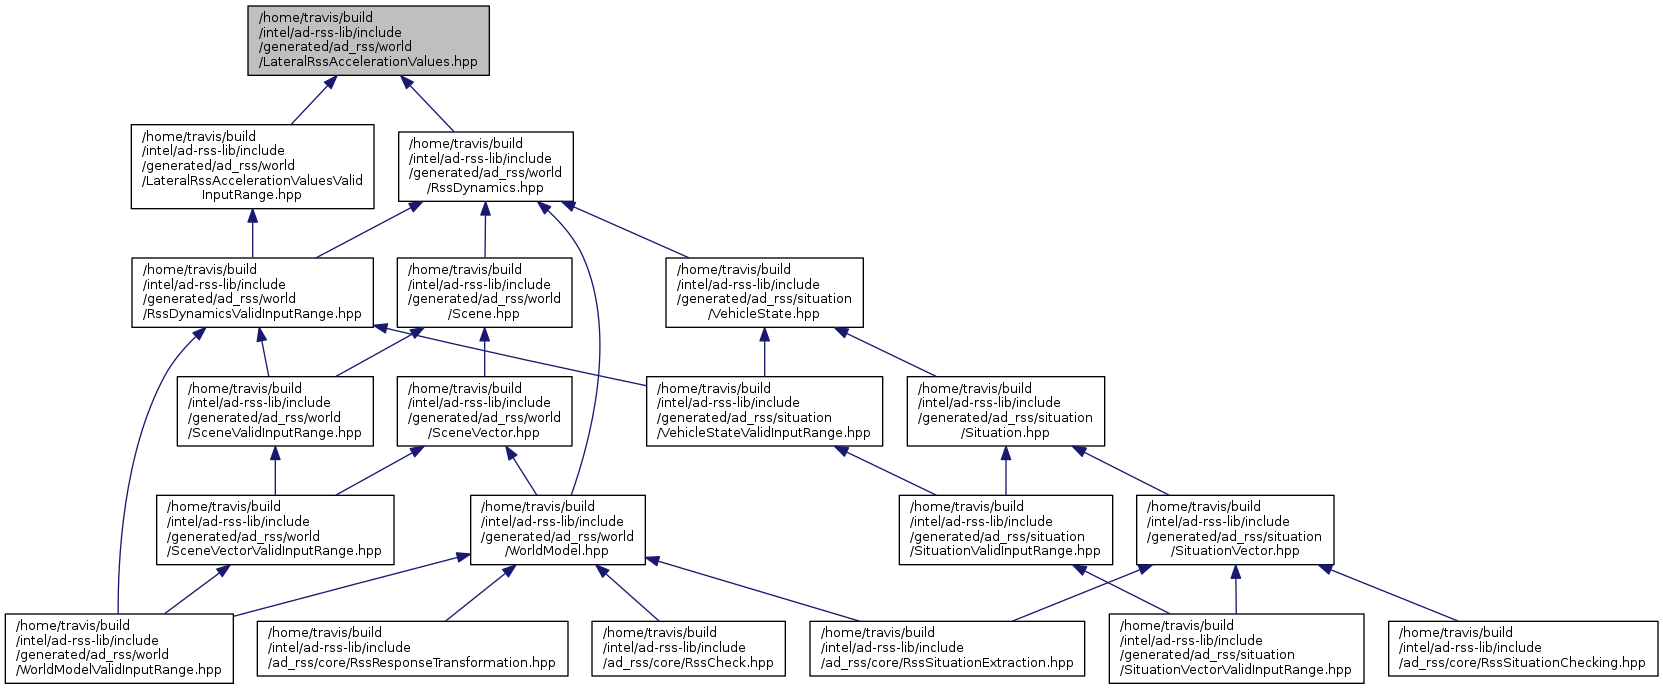 /home/travis/build
/intel/ad-rss-lib/include
/generated/ad_rss/world
/LateralRssAccelerationValues.hpp
/home/travis/build
/intel/ad-rss-lib/include
/generated/ad_rss/world
/LateralRssAccelerationValuesValid
InputRange.hpp
/home/travis/build
/intel/ad-rss-lib/include
/generated/ad_rss/world
/RssDynamics.hpp
/home/travis/build
/intel/ad-rss-lib/include
/generated/ad_rss/world
/RssDynamicsValidInputRange.hpp
/home/travis/build
/intel/ad-rss-lib/include
/generated/ad_rss/world
/Scene.hpp
/home/travis/build
/intel/ad-rss-lib/include
/generated/ad_rss/situation
/VehicleState.hpp
/home/travis/build
/intel/ad-rss-lib/include
/generated/ad_rss/world
/SceneValidInputRange.hpp
/home/travis/build
/intel/ad-rss-lib/include
/generated/ad_rss/world
/SceneVector.hpp
/home/travis/build
/intel/ad-rss-lib/include
/generated/ad_rss/situation
/VehicleStateValidInputRange.hpp
/home/travis/build
/intel/ad-rss-lib/include
/generated/ad_rss/situation
/Situation.hpp
/home/travis/build
/intel/ad-rss-lib/include
/generated/ad_rss/world
/SceneVectorValidInputRange.hpp
/home/travis/build
/intel/ad-rss-lib/include
/generated/ad_rss/world
/WorldModel.hpp
/home/travis/build
/intel/ad-rss-lib/include
/generated/ad_rss/situation
/SituationValidInputRange.hpp
/home/travis/build
/intel/ad-rss-lib/include
/generated/ad_rss/situation
/SituationVector.hpp
/home/travis/build
/intel/ad-rss-lib/include
/generated/ad_rss/world
/WorldModelValidInputRange.hpp
/home/travis/build
/intel/ad-rss-lib/include
/ad_rss/core/RssResponseTransformation.hpp
/home/travis/build
/intel/ad-rss-lib/include
/ad_rss/core/RssCheck.hpp
/home/travis/build
/intel/ad-rss-lib/include
/ad_rss/core/RssSituationExtraction.hpp
/home/travis/build
/intel/ad-rss-lib/include
/generated/ad_rss/situation
/SituationVectorValidInputRange.hpp
/home/travis/build
/intel/ad-rss-lib/include
/ad_rss/core/RssSituationChecking.hpp